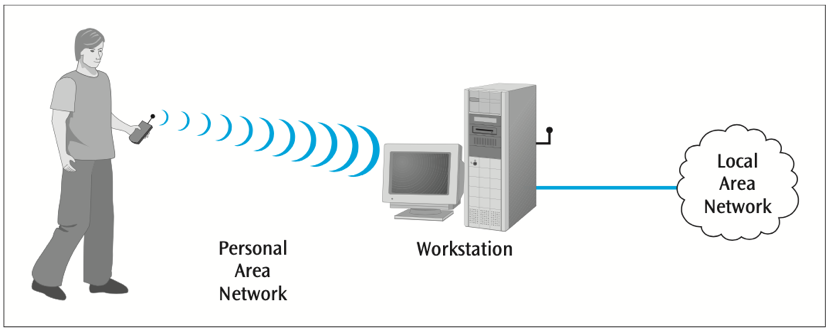 Personal
Area
Network
Workstation
Local
Area
Network